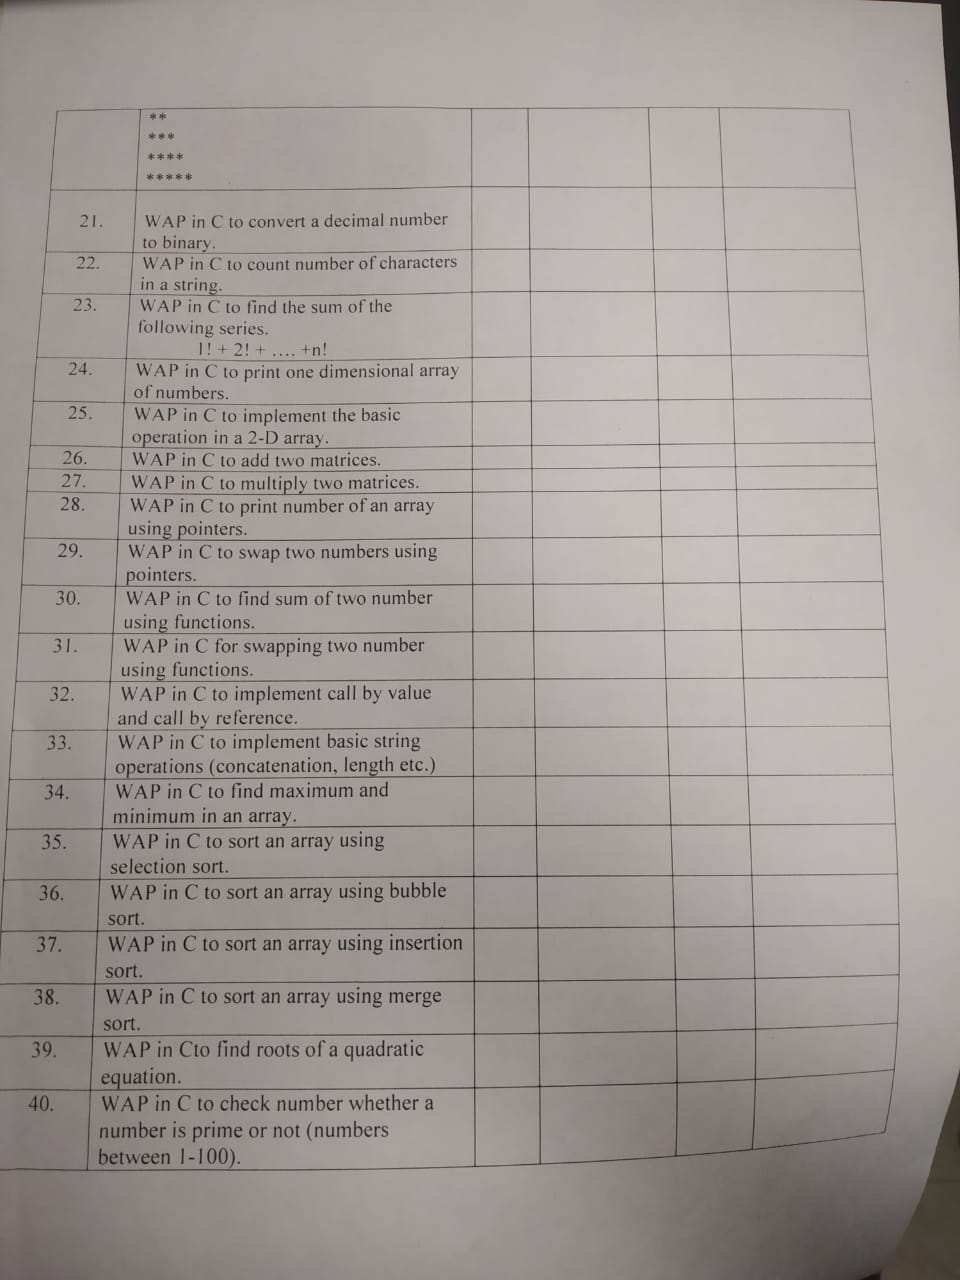 **
***
****
*****
21. WAP in C to convert a decimal number
to binary.
22. WAP in C to count number of characters
in a string.
23. WAP in C to find the sum of the
following series.
1! + 2! + .... +n!
24. WAP in C to print one dimensional array
of numbers.
25. WAP in C to implement the basic
operation in a 2-D array.
26. WAP in C to add two matrices.
27. WAP in C to multiply two matrices.
28. WAP in C to print number of an array
using pointers.
29. WAP in C to swap two numbers using
pointers.
30. WAP in C to find sum of two number
using functions.
31. WAP in C for swapping two number
using functions.
32. WAP in C to implement call by value
and call by reference.
33. WAP in C to implement basic string
operations (concatenation, length etc.)
34. WAP in C to find maximum and
minimum in an array.
35. WAP in C to sort an array using
selection sort.
36. WAP in C to sort an array using bubble
sort.
37. WAP in C to sort an array using insertion
sort.
38. WAP in C to sort an array using merge
sort.
39. WAP in Cto find roots of a quadratic
equation.
40. WAP in C to check number whether a
number is prime or not (numbers
between 1-100).